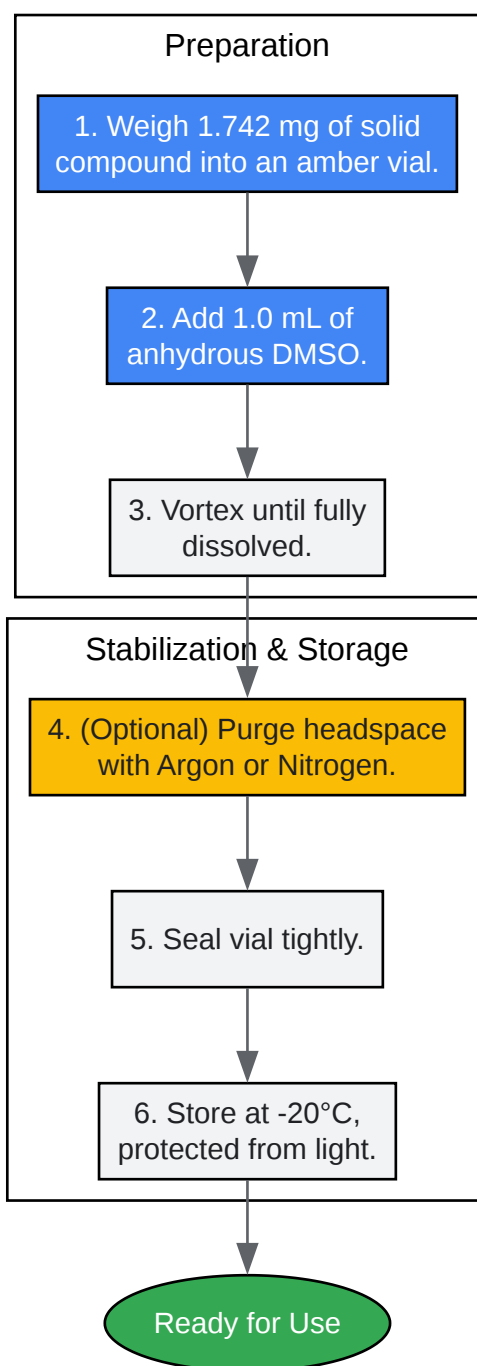 Preparation
1. Weigh 1.742 mg of solid
compound into an amber vial.
2. Add 1.0 mL of
anhydrous DMSO.
3. Vortex until fully
dissolved.
Stabilization & Storage
4. (Optional) Purge headspace
with Argon or Nitrogen.
5. Seal vial tightly.
6. Store at -20°C,
protected from light.
Ready for Use